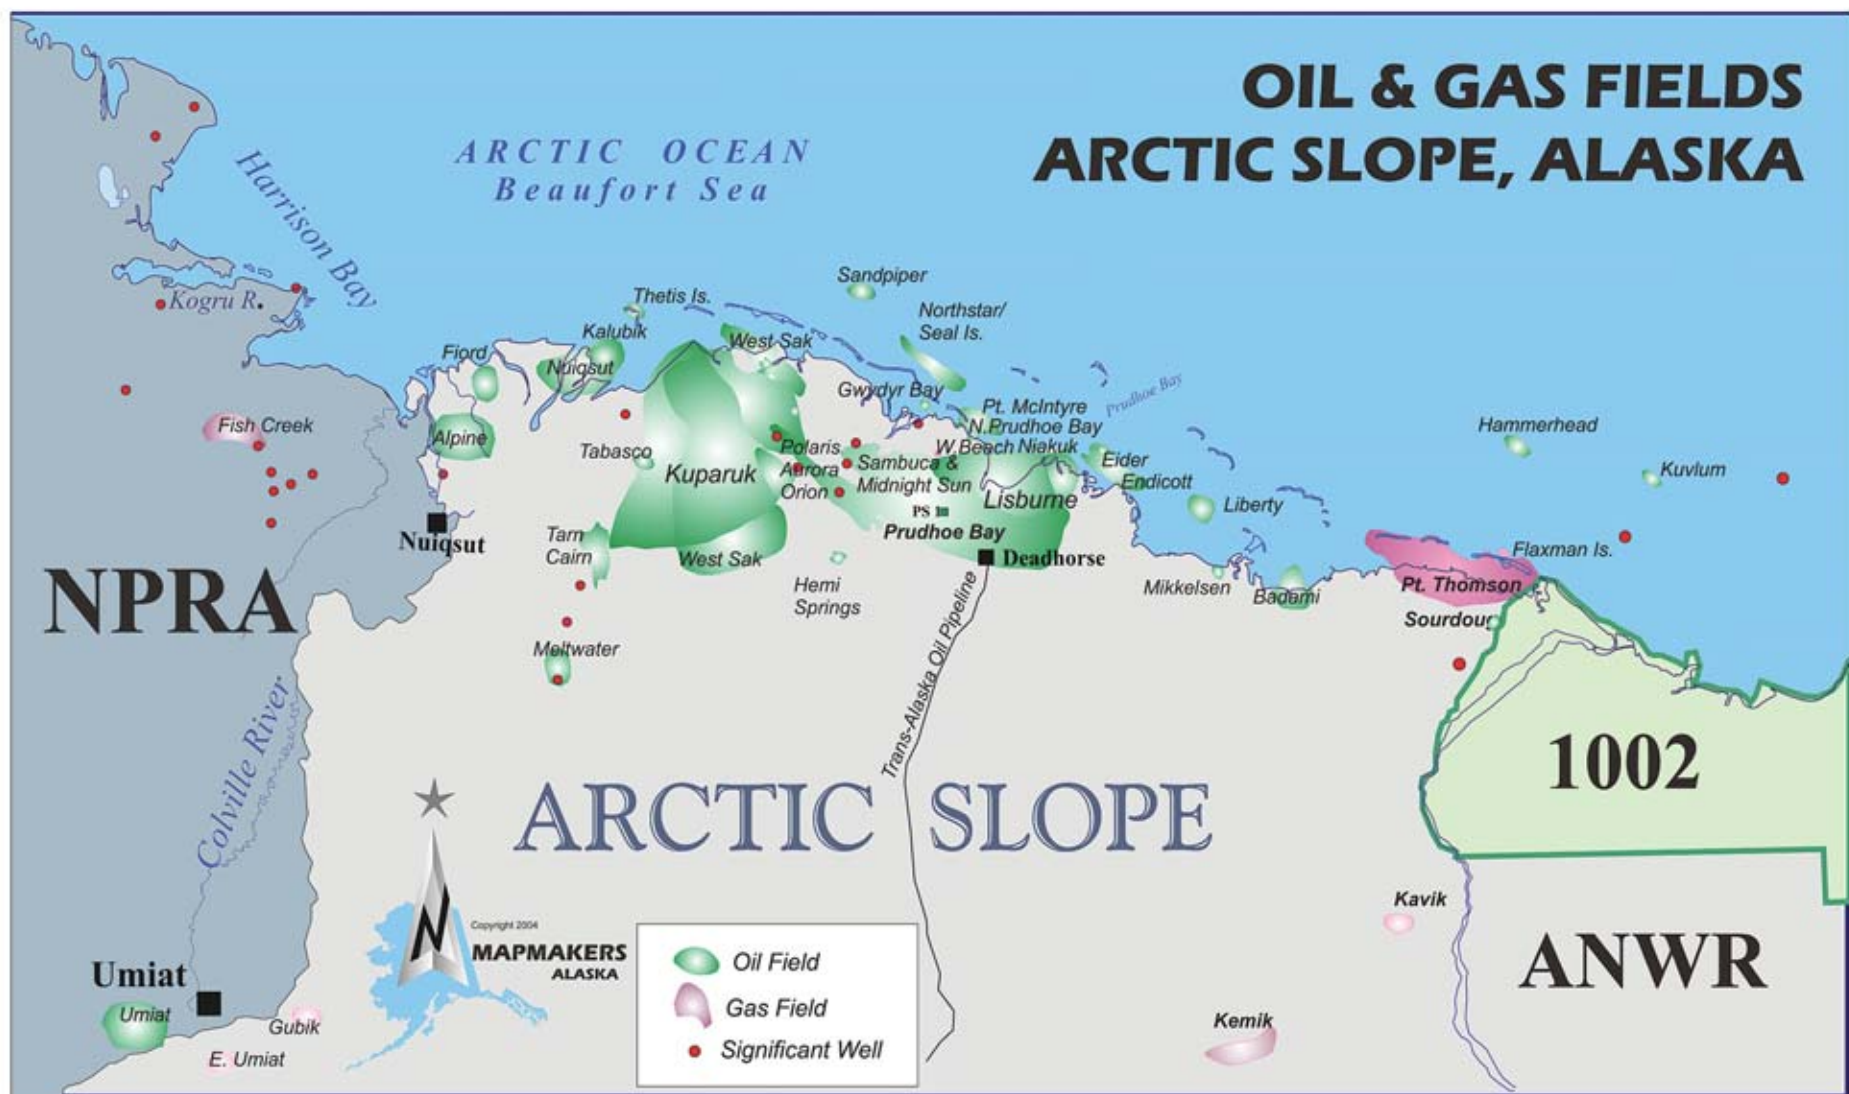 OIL & GAS FIELDS
ARCTIC SLOPE, ALASKA
ARCTIC OCEAN
Beaufort Sea
Harrison Bay
Kogru R.
Sandpiper
Thetis Is.
Northstar/
Seal Is.
Kalubik
West Sak
Fiord
Nuiqsut
Gwydyr Bay
Prudhoe Bay
Pt. McIntyre
N.Prudhoe Bay
W.Beach Niakuk
Fish Creek
Alpine
Tabasco
Kuparuk
Polaris
Aurora
Orion
Sambuca &
Midnight Sun
Lisburne
Eider
Endicott
Liberty
Hammerhead
Kuvlum
PS 1
Prudhoe Bay
Deadhorse
Nuiqsut
Tarn
Cairn
West Sak
Hemi
Springs
Mikkelsen
Badami
Flaxman Is.
Pt. Thomson
Sourdoug
NPRA
Meltwater
Trans-Alaska Oil Pipeline
Colville River
1002
ARCTIC SLOPE
Kavik
ANWR
N
Copyright 2004
MAPMAKERS
ALASKA
Umiat
Umiat
Gubik
E. Umiat
Kemik
Oil Field
Gas Field
Significant Well